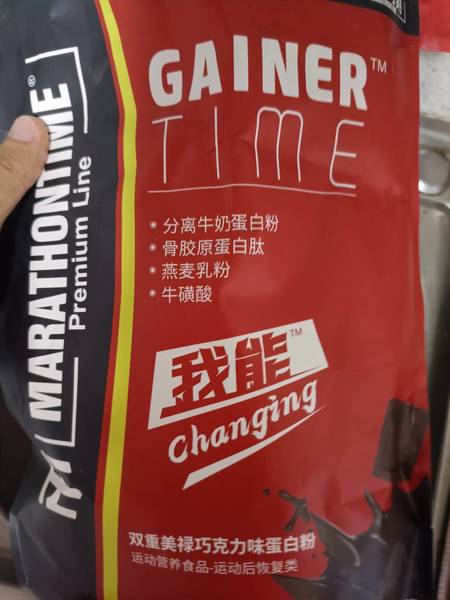 GAINER™
TIME
MARATHONTIME®
Premium Line
• 分离牛奶蛋白粉
• 骨胶原蛋白肽
• 燕麦乳粉
• 牛磺酸
我能™
Changing
双重美禄巧克力味蛋白粉
运动营养食品-运动后恢复类